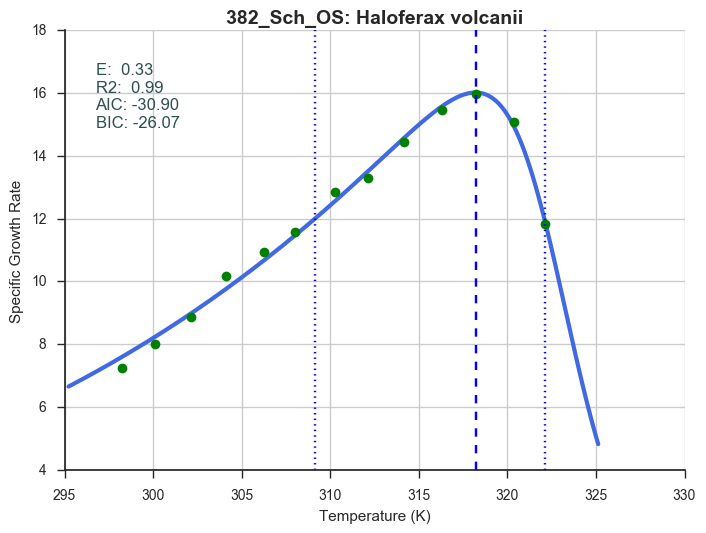 382_Sch_OS: Haloferax volcanii
E:  0.33
R2:  0.99
AIC: -30.90
BIC: -26.07
18
16
14
12
10
8
6
4
Specific Growth Rate
295 300 305 310 315 320 325 330
Temperature (K)